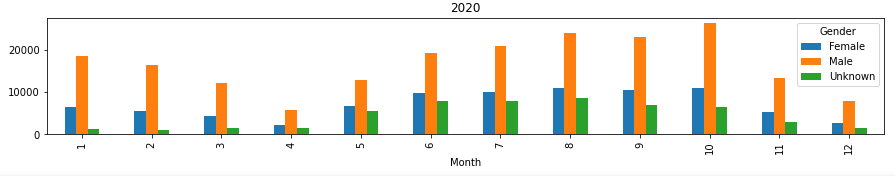 2020
Gender
Female
Male
Unknown
20000
10000
0
1 2 3 4 5 6 7 8 9 10 11 12
Month